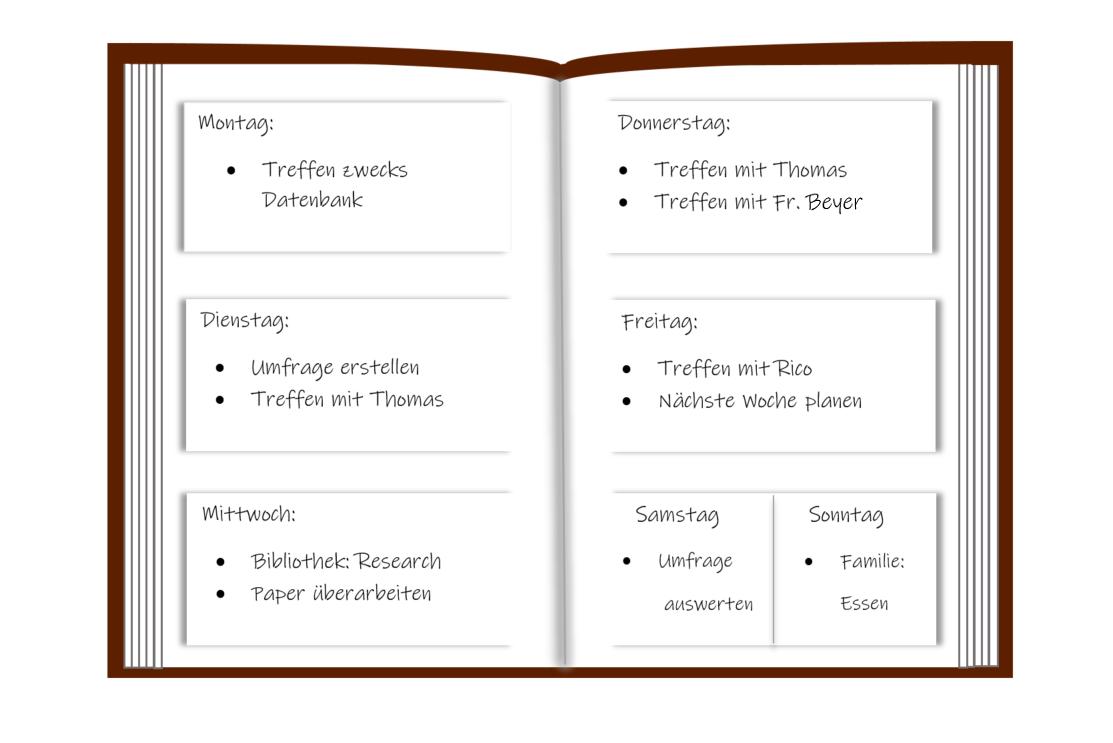 Montag:
• Treffen zwecks
Datenbank
Dienstag:
• Umfrage erstellen
• Treffen mit Thomas
Mittwoch:
• Bibliothek: Research
• Paper überarbeiten
Donnerstag:
• Treffen mit Thomas
• Treffen mit Fr. Beyer
Freitag:
• Treffen mit Rico
• Nächste Woche planen
Samstag
• Umfrage
auswerten
Sonntag
• Familie:
Essen